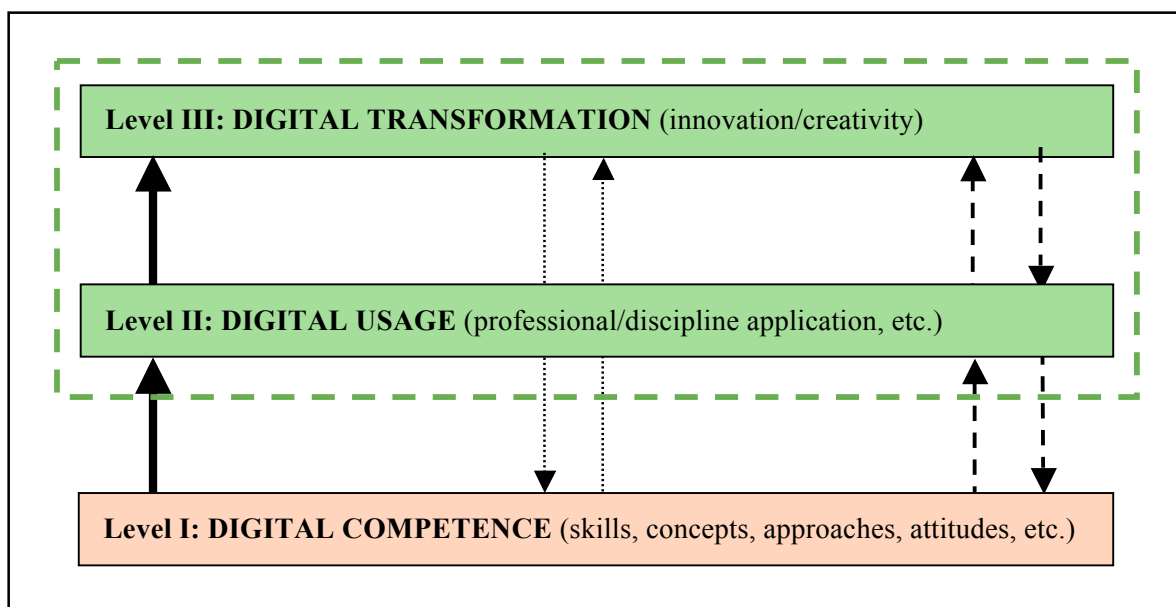 Level III: DIGITAL TRANSFORMATION (innovation/creativity)
Level II: DIGITAL USAGE (professional/discipline application, etc.)
Level I: DIGITAL COMPETENCE (skills, concepts, approaches, attitudes, etc.)